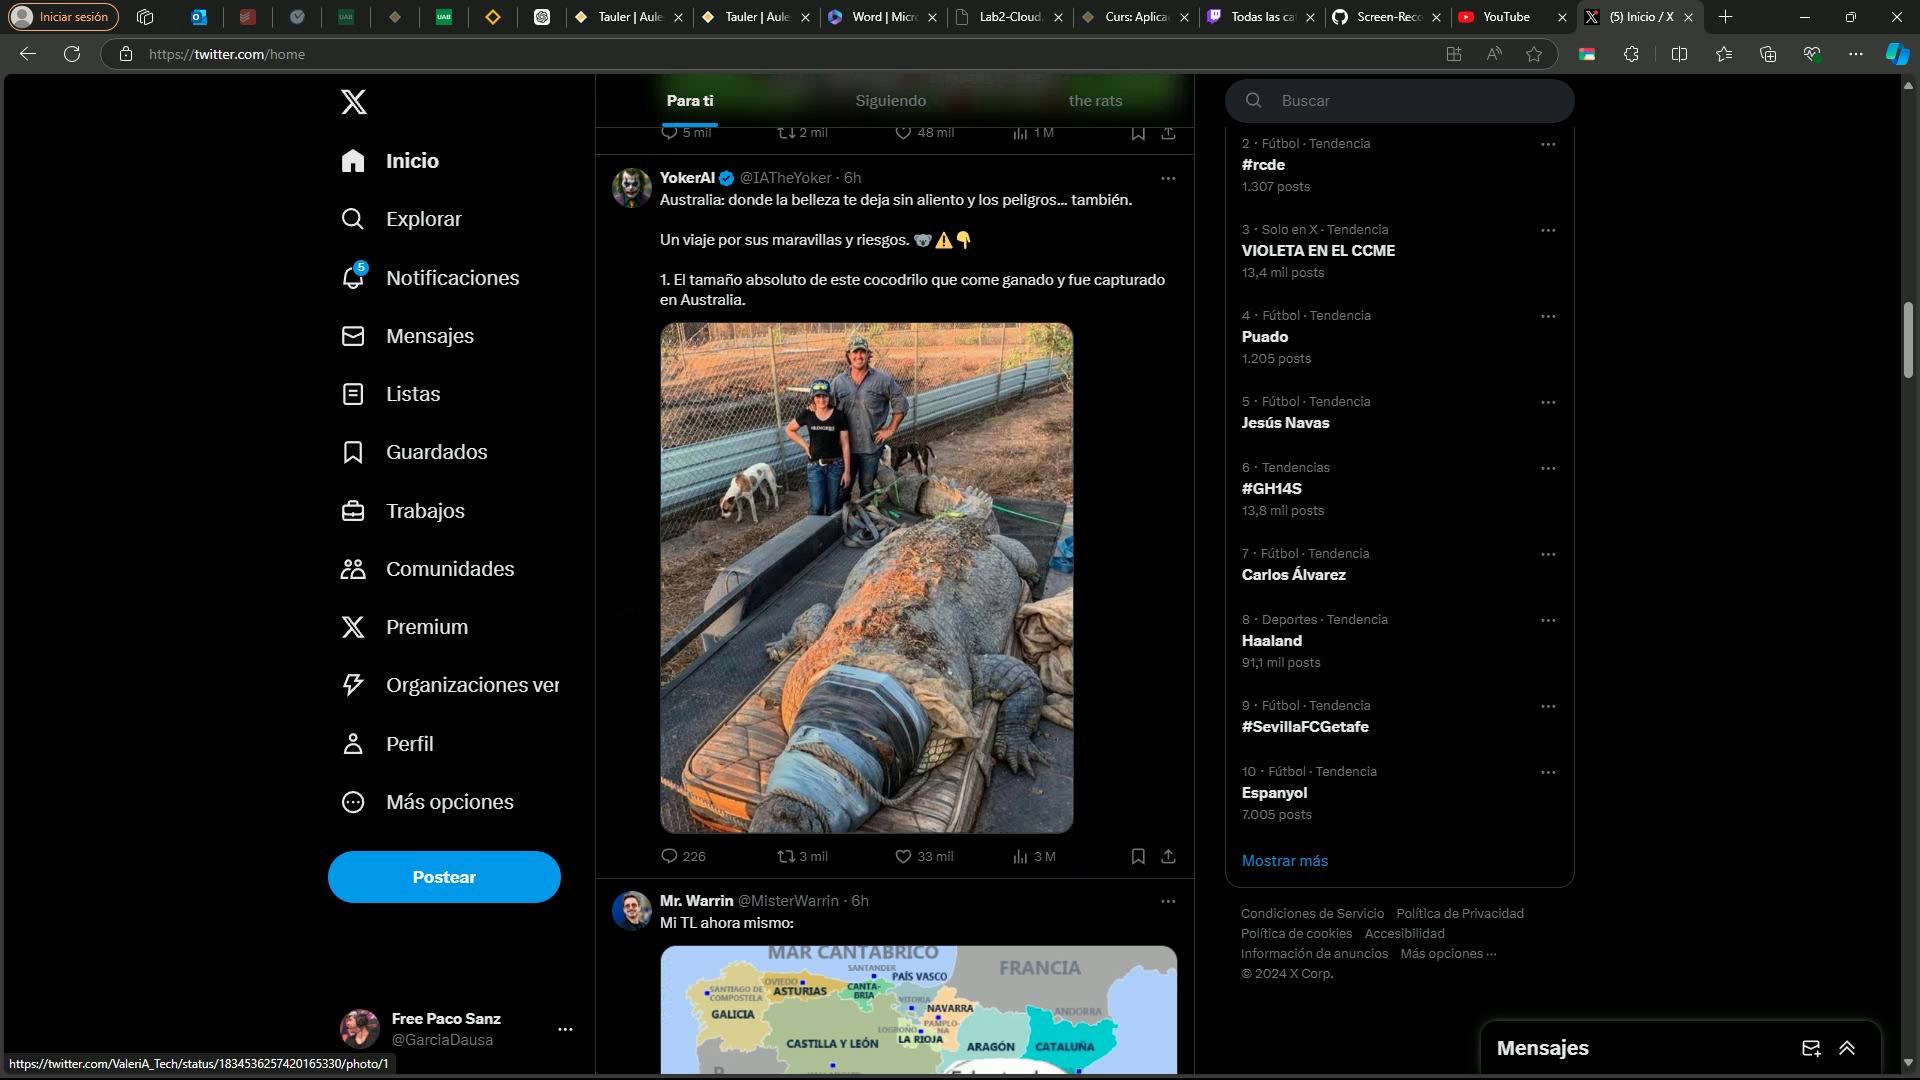 Iniciar sesión
Tauler | Aule
Tauler | Aule
Word | Micr
Lab2-Cloud.
Curs: Aplica
Todas las ca
Screen-Reco
YouTube
(5) Inicio / X
https://twitter.com/home
Para ti
Siguiendo
the rats
Buscar
5 mil
2 mil
48 mil
1 M
Inicio
Explorar
5
Notificaciones
Mensajes
Listas
Guardados
Trabajos
Comunidades
Premium
Organizaciones ver
Perfil
Más opciones
Postear
Free Paco Sanz
@GarciaDausa
YokerAI @IATheYoker · 6h
Australia: donde la belleza te deja sin aliento y los peligros... también.
Un viaje por sus maravillas y riesgos. 🐨⚠️👇
1. El tamaño absoluto de este cocodrilo que come ganado y fue capturado
en Australia.
226
3 mil
33 mil
3 M
Mr. Warrin @MisterWarrin · 6h
Mi TL ahora mismo:
MAR CANTÁBRICO
FRANCIA
SANTANDER
PAÍS VASCO
OVIEDO
ASTURIAS
CANTA-
BRIA
SANTIAGO DE
COMPOSTELA
VITORIA
NAVARRA
ANDORRA
GALICIA
PAMPLO-
NA
LOGROÑO
LA RIOJA
CASTILLA Y LEÓN
ARAGÓN
CATALUÑA
2 · Fútbol · Tendencia
#rcde
1.307 posts
3 · Solo en X · Tendencia
VIOLETA EN EL CCME
13,4 mil posts
4 · Fútbol · Tendencia
Puado
1.205 posts
5 · Fútbol · Tendencia
Jesús Navas
6 · Tendencias
#GH14S
13,8 mil posts
7 · Fútbol · Tendencia
Carlos Álvarez
8 · Deportes · Tendencia
Haaland
91,1 mil posts
9 · Fútbol · Tendencia
#SevillaFCGetafe
10 · Fútbol · Tendencia
Espanyol
7.005 posts
Mostrar más
Condiciones de Servicio Política de Privacidad
Política de cookies Accesibilidad
Información de anuncios Más opciones ···
© 2024 X Corp.
Mensajes
https://twitter.com/ValeriA_Tech/status/1834536257420165330/photo/1